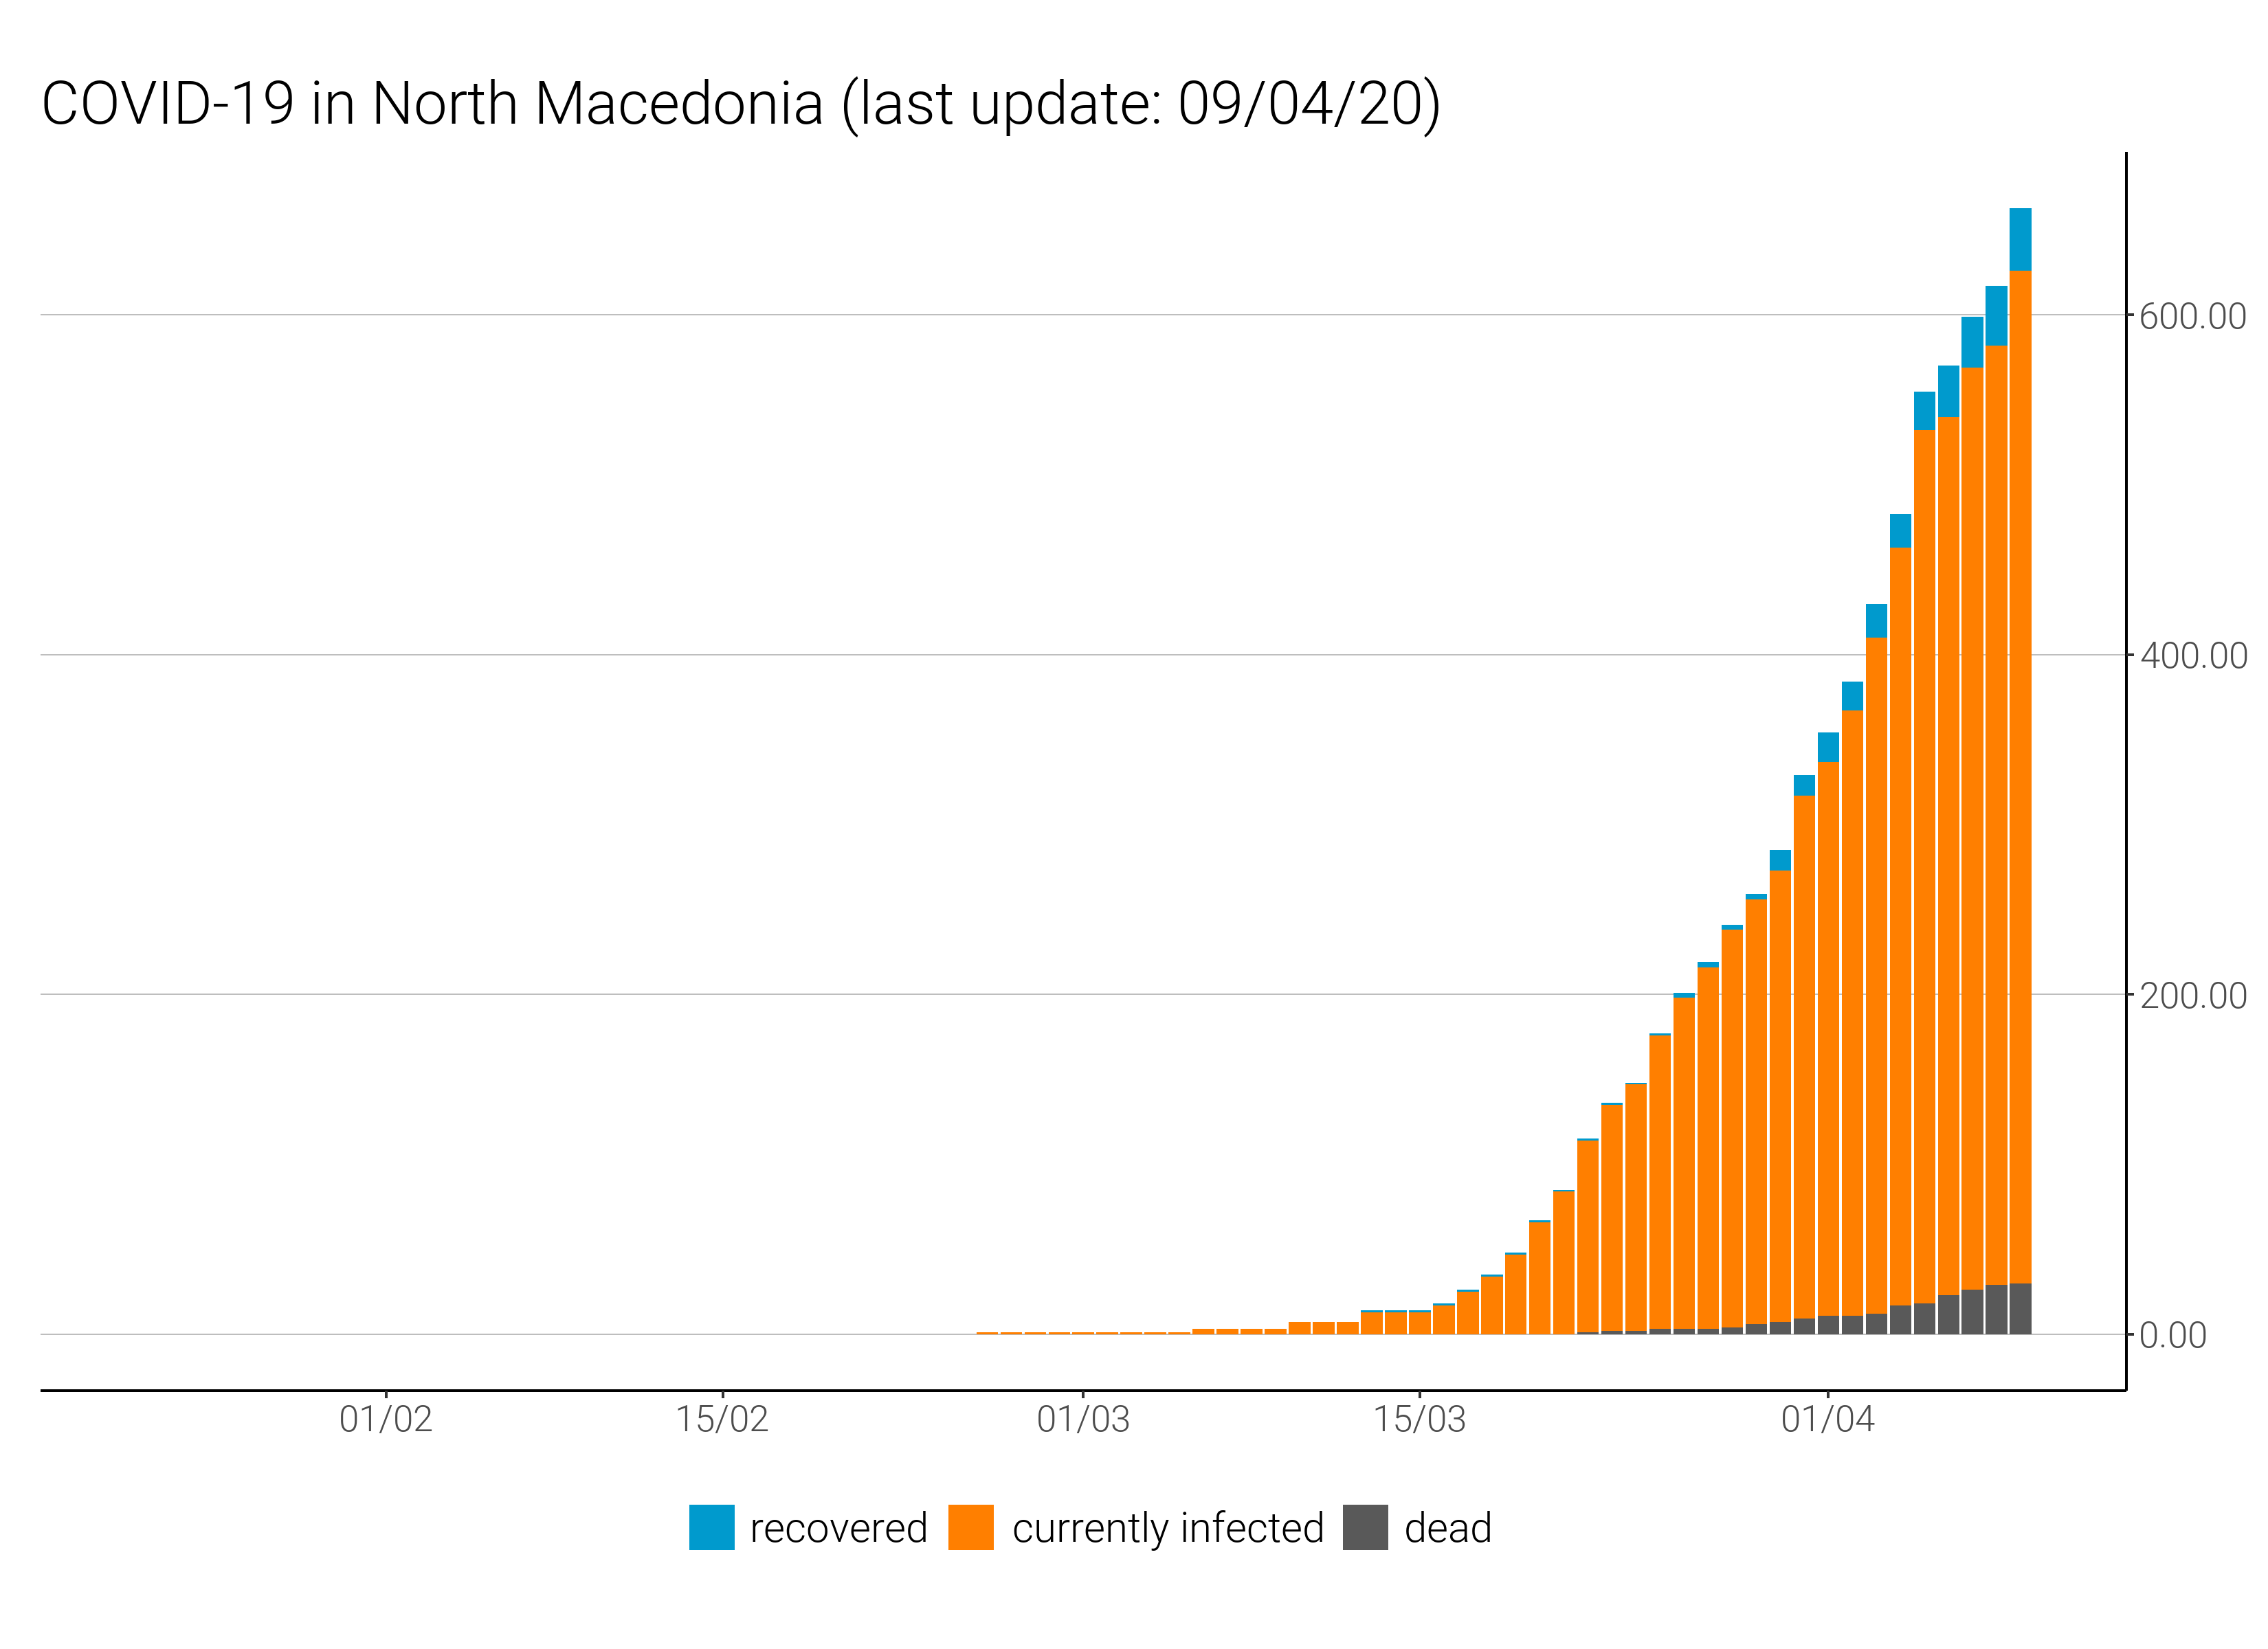 COVID-19 in North Macedonia (last update: 09/04/20)
600.00
400.00
200.00
0.00
01/02 15/02 01/03 15/03 01/04
recovered currently infected dead